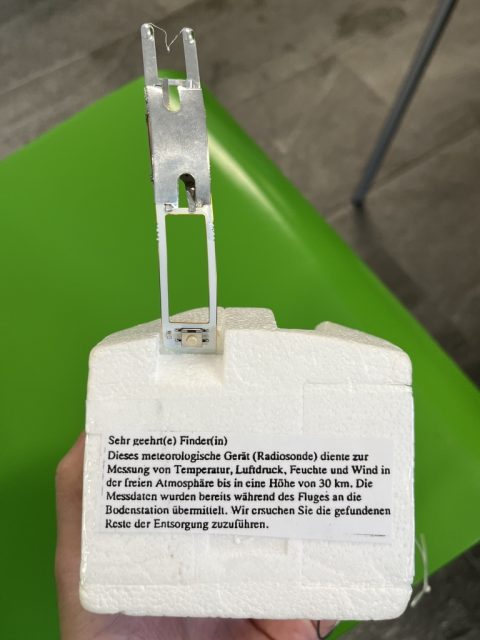 Sehr geehrt(e) Finder(in)
Dieses meteorologische Gerät (Radiosonde) diente zur
Messung von Temperatur, Luftdruck, Feuchte und Wind in
der freien Atmosphäre bis in eine Höhe von 30 km. Die
Messdaten wurden bereits während des Fluges an die
Bodenstation übermittelt. Wir ersuchen Sie die gefundenen
Reste der Entsorgung zuzuführen.